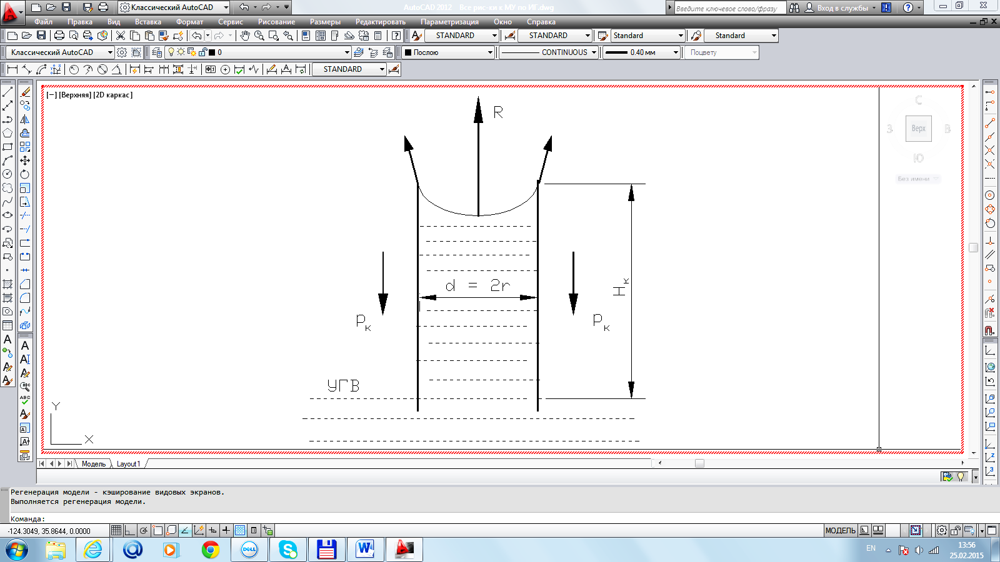 Классический AutoCAD
AutoCAD 2012 Все рис-ки к МУ по ИГ.dwg
Введите ключевое слово/фразу
Вход в службы
Файл Правка Вид Вставка Формат Сервис Рисование Размеры Редактировать Параметризация Окно Справка
STANDARD STANDARD Standard Standard
Классический AutoCAD 0 Послою CONTINUOUS 0.40 мм Поцвету
STANDARD
[−] [Верхняя] [2D каркас]
R
С
З Верх В
Ю
Без имени
d = 2r
Hк
Pк Pк
УГВ
Y
X
Модель Layout1
Регенерация модели - кэширование видовых экранов.
Выполняется регенерация модели.
Команда:
-124.3049, 35.8644, 0.0000 МОДЕЛЬ
EN 13:56
25.02.2015